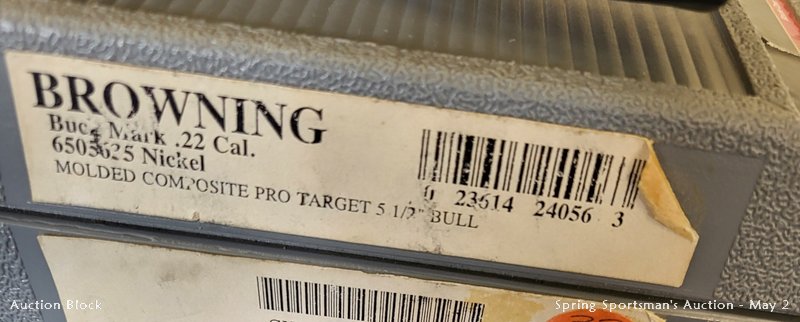 BROWNING
Buck Mark .22 Cal.
6505625 Nickel
MOLDED COMPOSITE PRO TARGET 5 1/2" BULL
0 23614 24056 3
Auction Block
Spring Sportsman's Auction - May 2